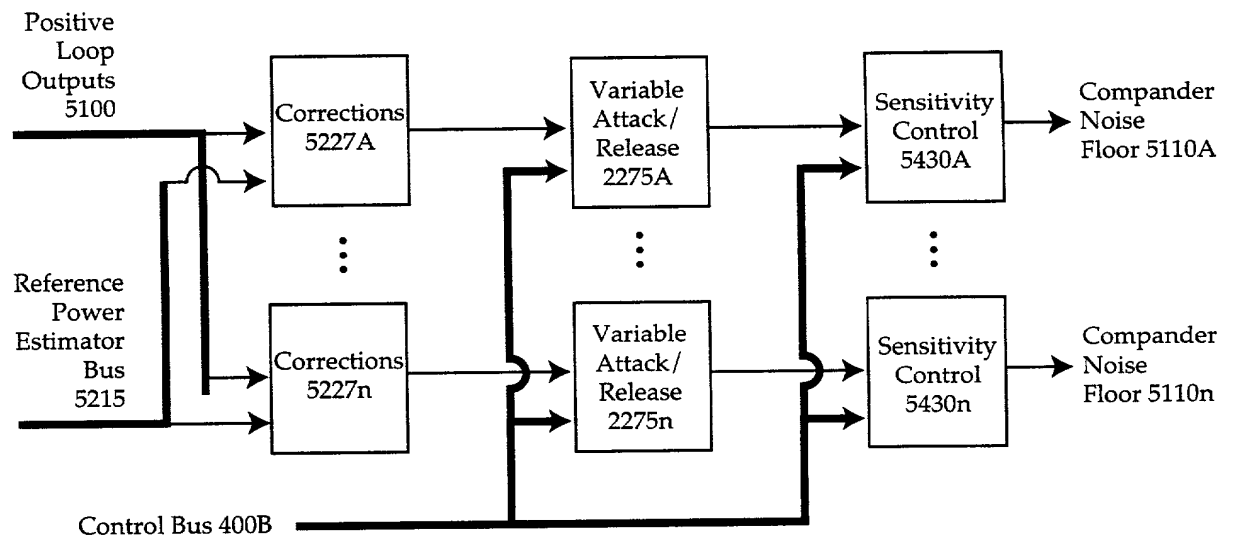 Positive
Loop
Outputs
5100
Corrections
5227A
Variable
Attack/
Release
2275A
Sensitivity
Control
5430A
Compander
Noise
Floor 5110A
Reference
Power
Estimator
Bus
5215
Corrections
5227n
Variable
Attack/
Release
2275n
Sensitivity
Control
5430n
Compander
Noise
Floor 5110n
Control Bus 400B